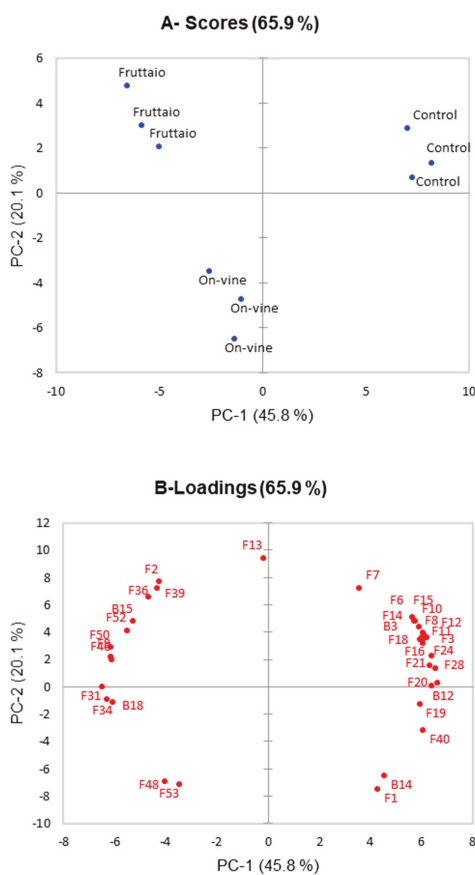 A- Scores (65.9 %)
6
4
2
0
-2
-4
-6
-8
PC-2 (20.1 %)
Fruttaio
Fruttaio
Fruttaio
Control
Control
Control
On-vine
On-vine
On-vine
-10
-5
0
5
10
PC-1 (45.8 %)
B-Loadings (65.9 %)
12
10
8
6
4
2
0
-2
-4
-6
-8
-10
PC-2 (20.1 %)
F13
F2
F7
F36
F39
F6
F15
B15
F14
F10
F52
B3
F8
F12
F11
F50
F18
F3
F16
F24
F21
F28
F20
F31
B12
F34
B18
F19
F40
F48
B14
F53
F1
-8
-6
-4
-2
0
2
4
6
8
PC-1 (45.8 %)